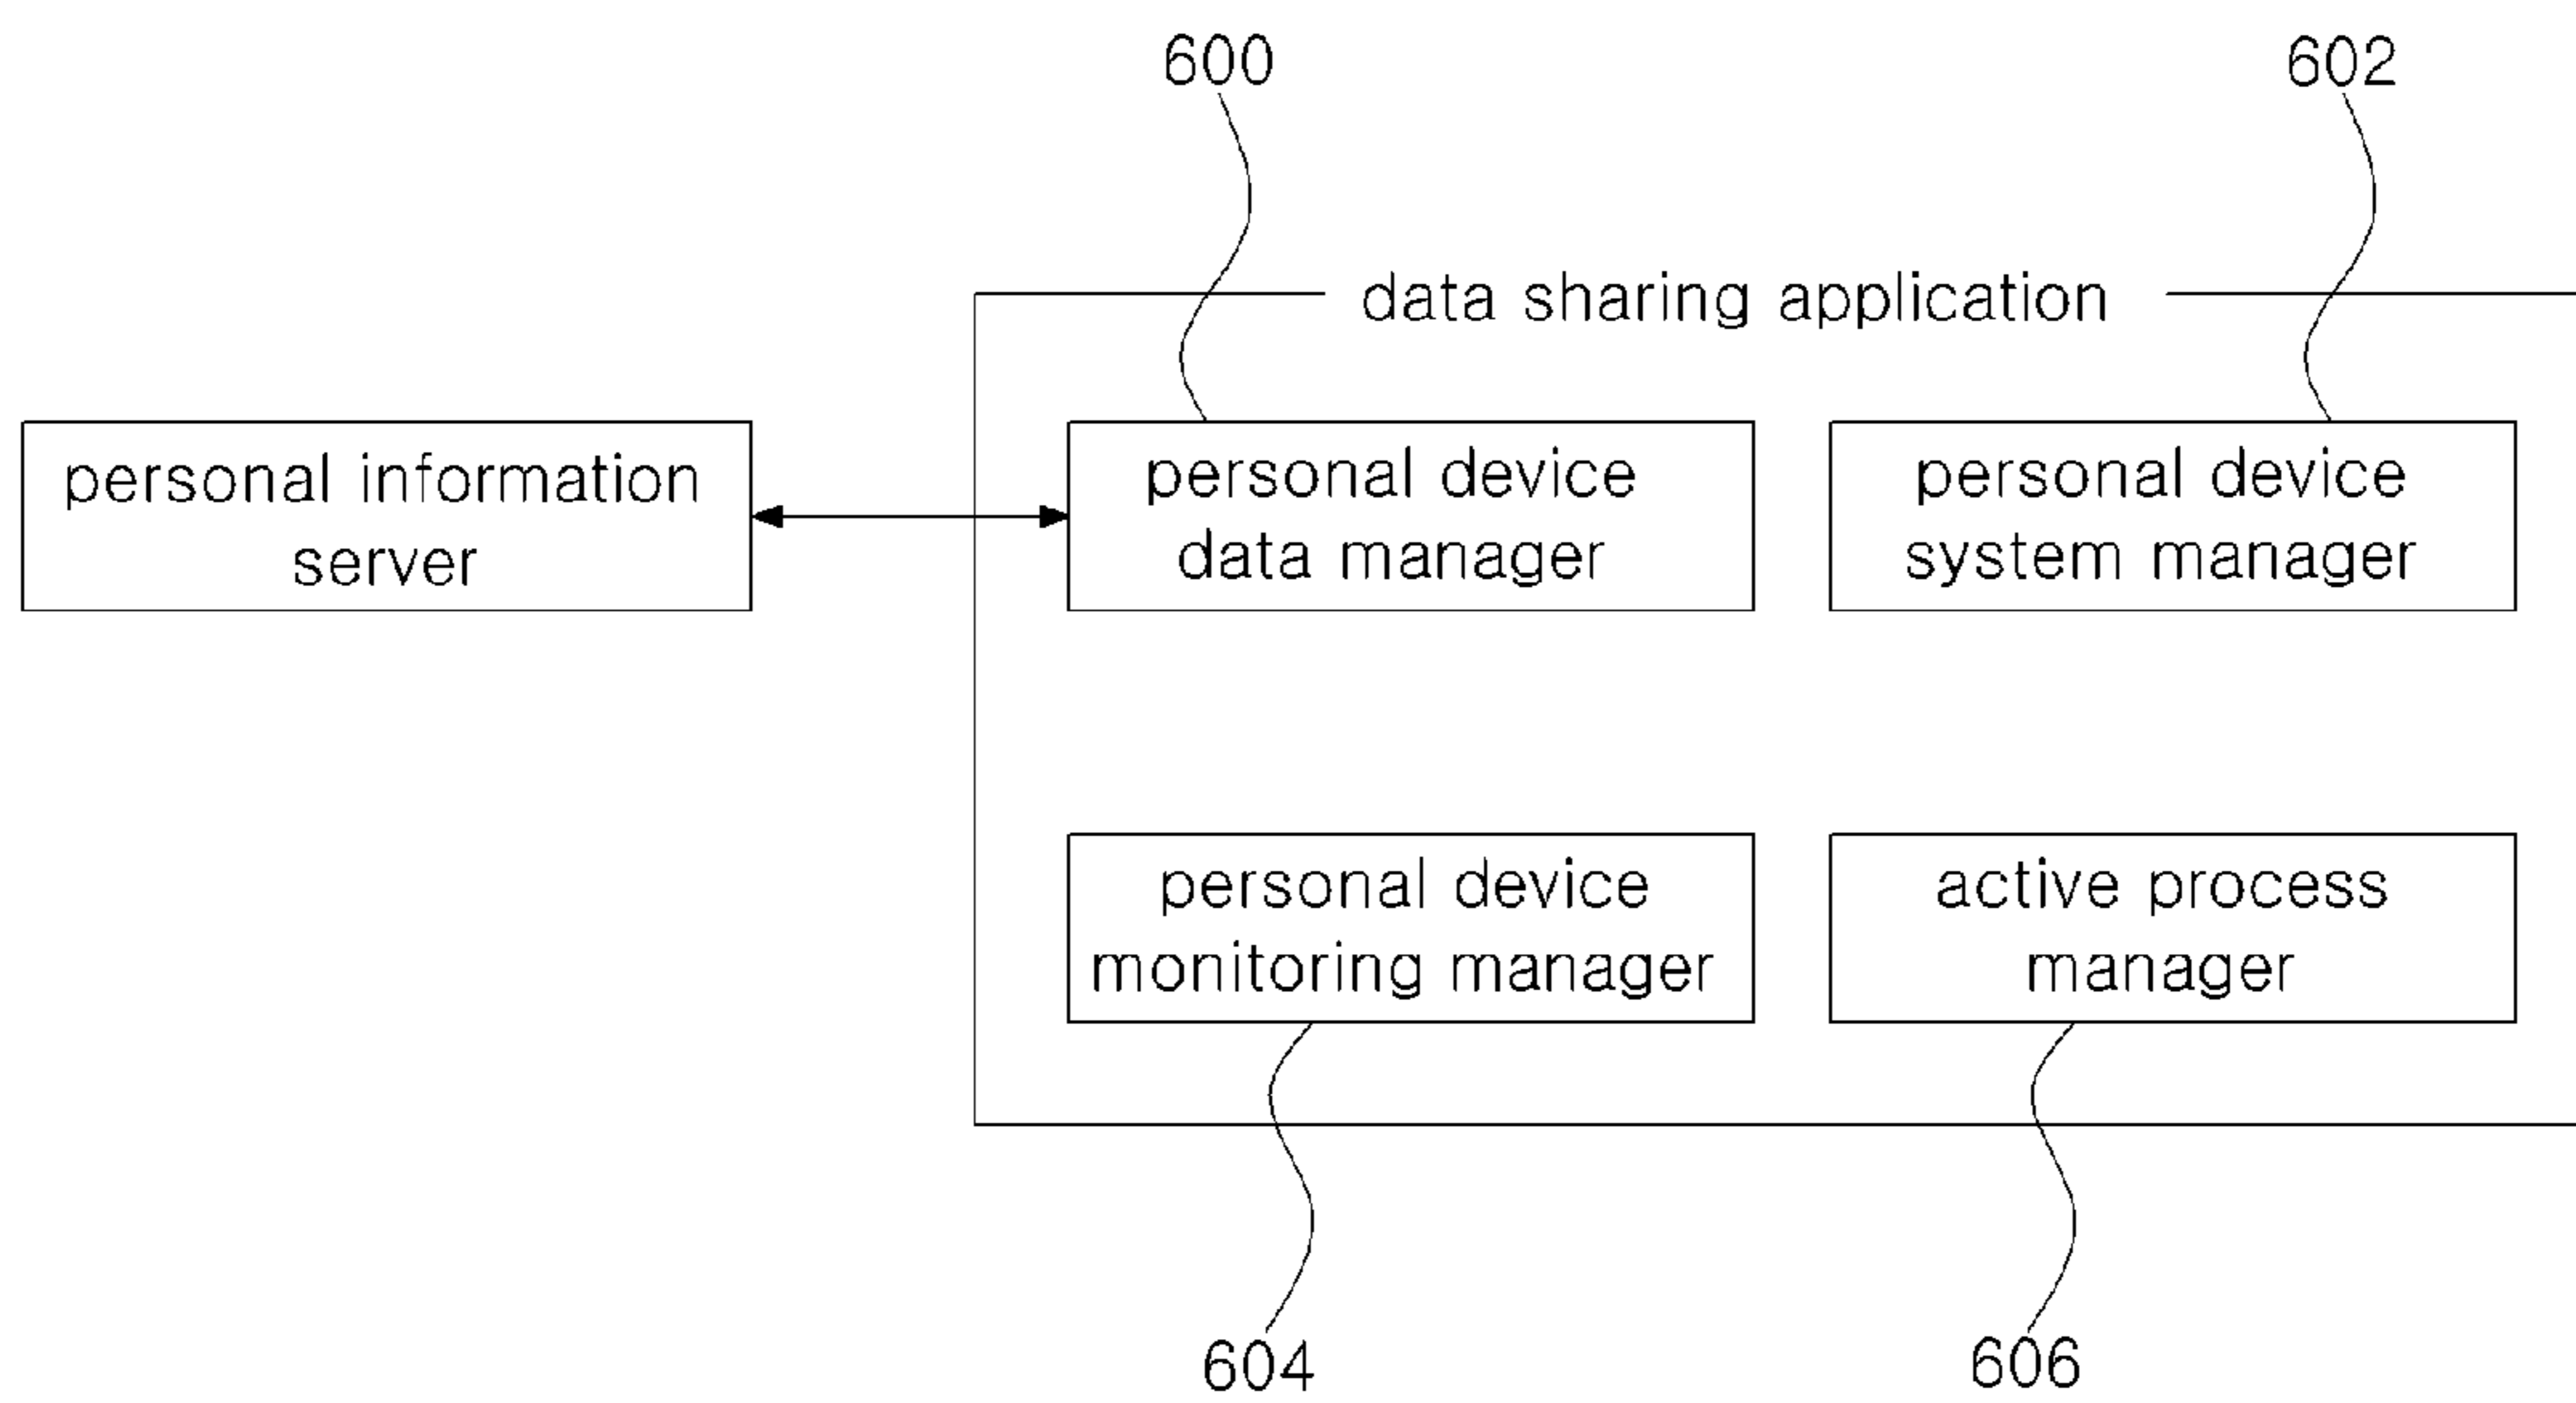 600
602
data sharing application
personal information
server
personal device
data manager
personal device
system manager
personal device
monitoring manager
active process
manager
604
606